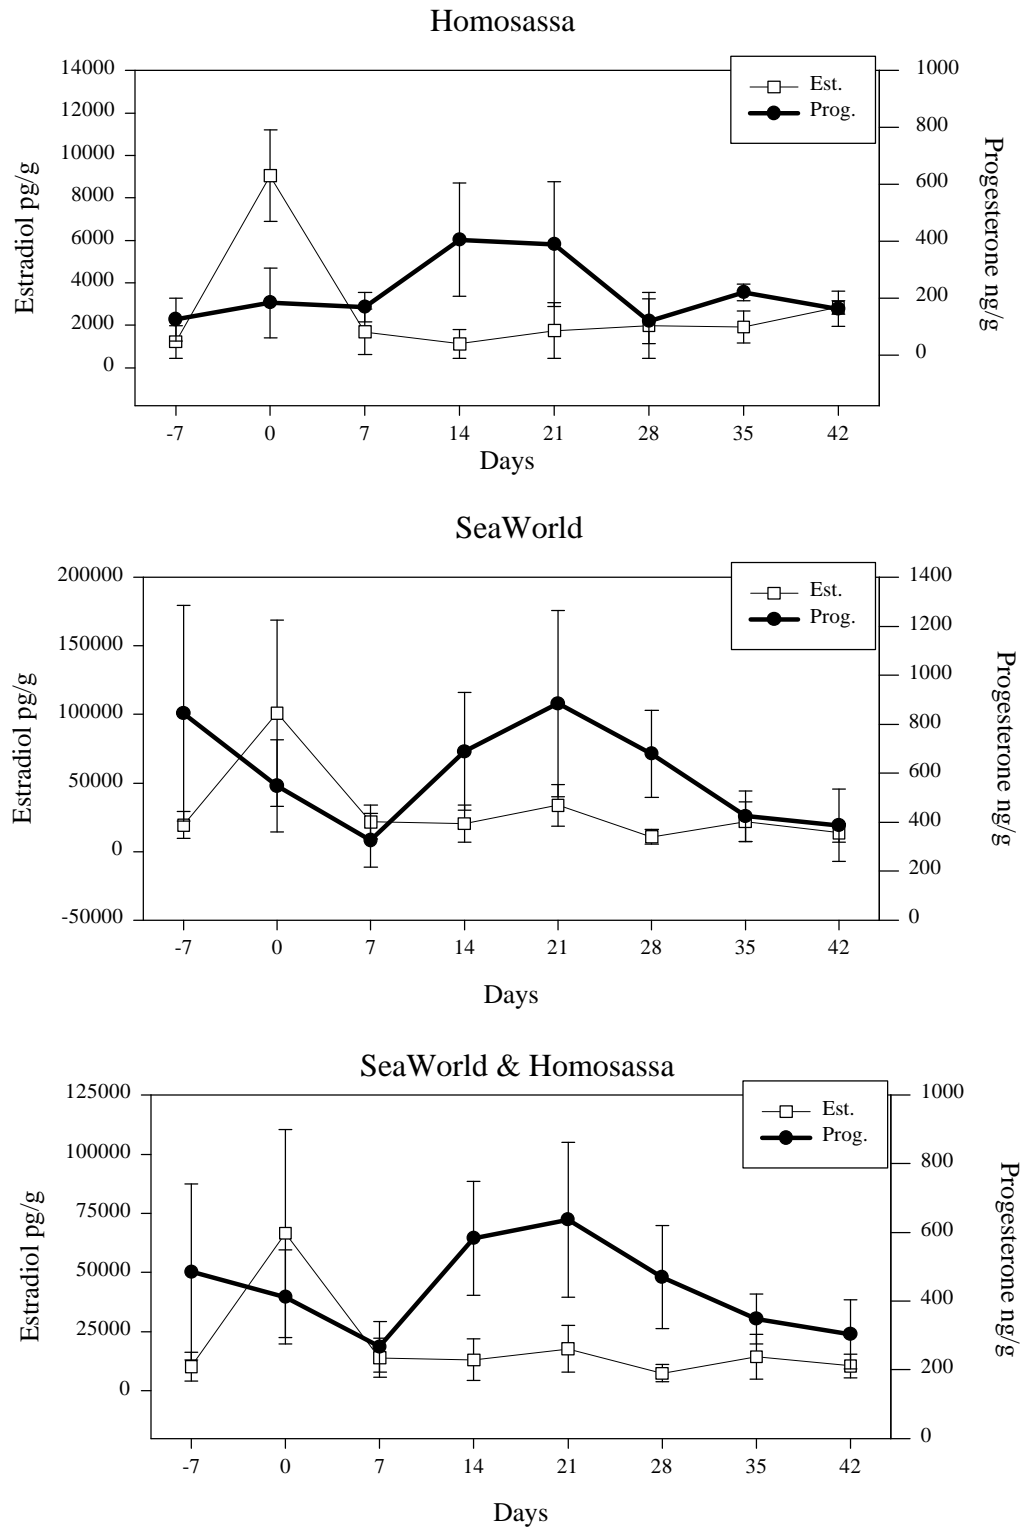 Homosassa
14000
12000
10000
8000
6000
4000
2000
0
Estradiol pg/g
1000
800
600
400
200
0
Progesterone ng/g
Est.
Prog.
-7 0 7 14 21 28 35 42
Days
SeaWorld
200000
150000
100000
50000
0
-50000
Estradiol pg/g
1400
1200
1000
800
600
400
200
0
Progesterone ng/g
Est.
Prog.
-7 0 7 14 21 28 35 42
Days
SeaWorld & Homosassa
125000
100000
75000
50000
25000
0
Estradiol pg/g
1000
800
600
400
200
0
Progesterone ng/g
Est.
Prog.
-7 0 7 14 21 28 35 42
Days